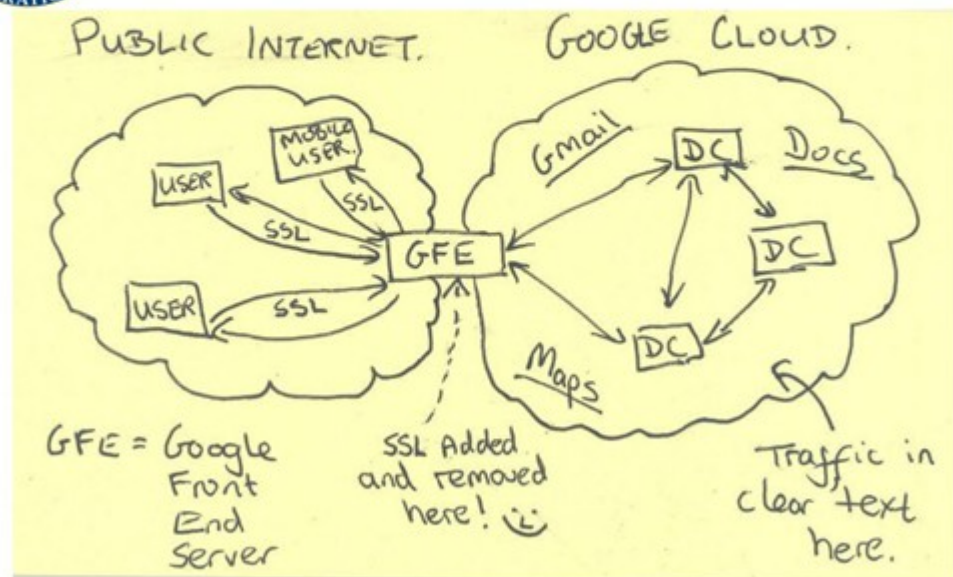 PUBLIC INTERNET.
GOOGLE CLOUD.
MOBILE
USER.
USER
SSL
SSL
GFE
USER
SSL
Gmail
DC
Docs
DC
DC
Maps
GFE = Google
Front
End
Server
SSL Added
and removed
here!
Traffic in
clear text
here.